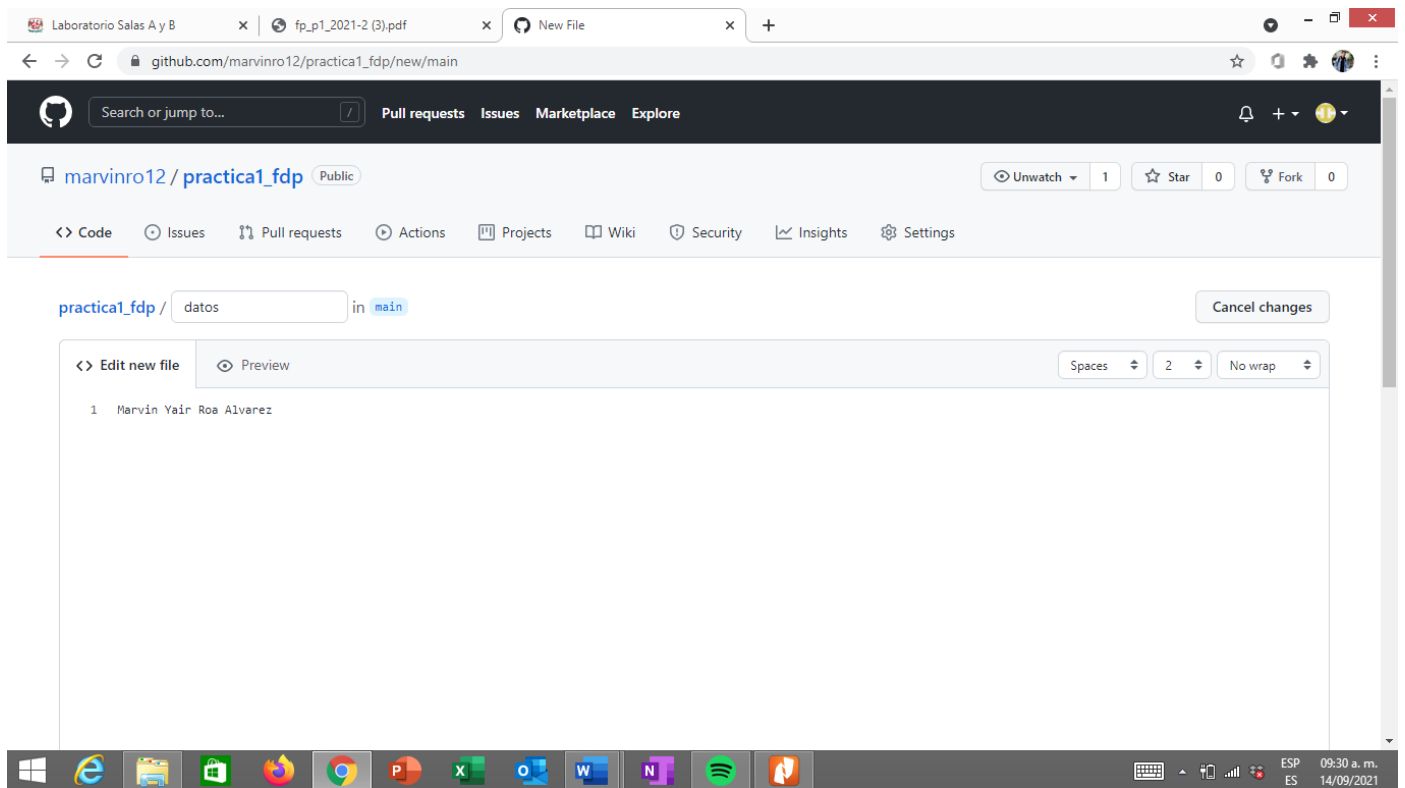 Laboratorio Salas A y B
fp_p1_2021-2 (3).pdf
New File
github.com/marvinro12/practica1_fdp/new/main
Search or jump to... /
Pull requests Issues Marketplace Explore
marvinro12 / practica1_fdp Public
Unwatch 1 Star 0 Fork 0
<> Code Issues Pull requests Actions Projects Wiki Security Insights Settings
practica1_fdp / datos in main Cancel changes
<> Edit new file Preview Spaces 2 No wrap
1 Marvin Yair Roa Alvarez
ESP 09:30 a. m.
ES 14/09/2021